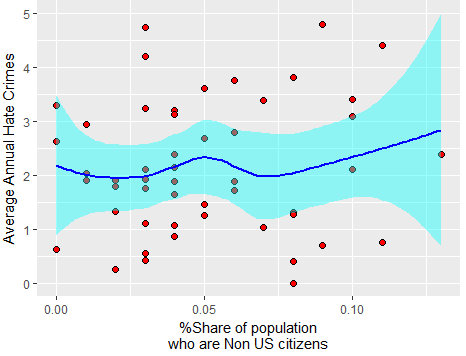 5
4
3
2
1
0
Average Annual Hate Crimes
0.00 0.05 0.10
%Share of population
who are Non US citizens